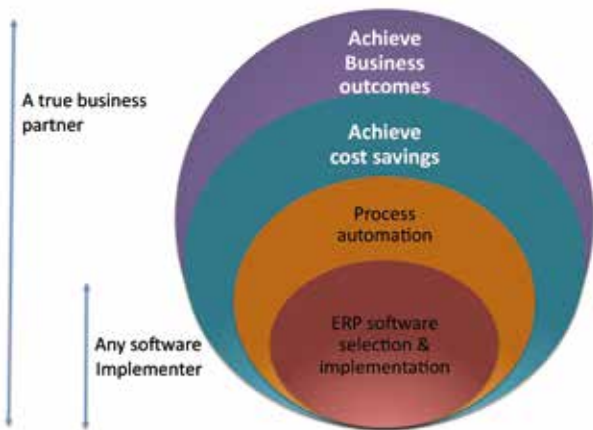 A true business
partner
Any software
Implementer
Achieve
Business
outcomes
Achieve
cost savings
Process
automation
ERP software
selection &
implementation